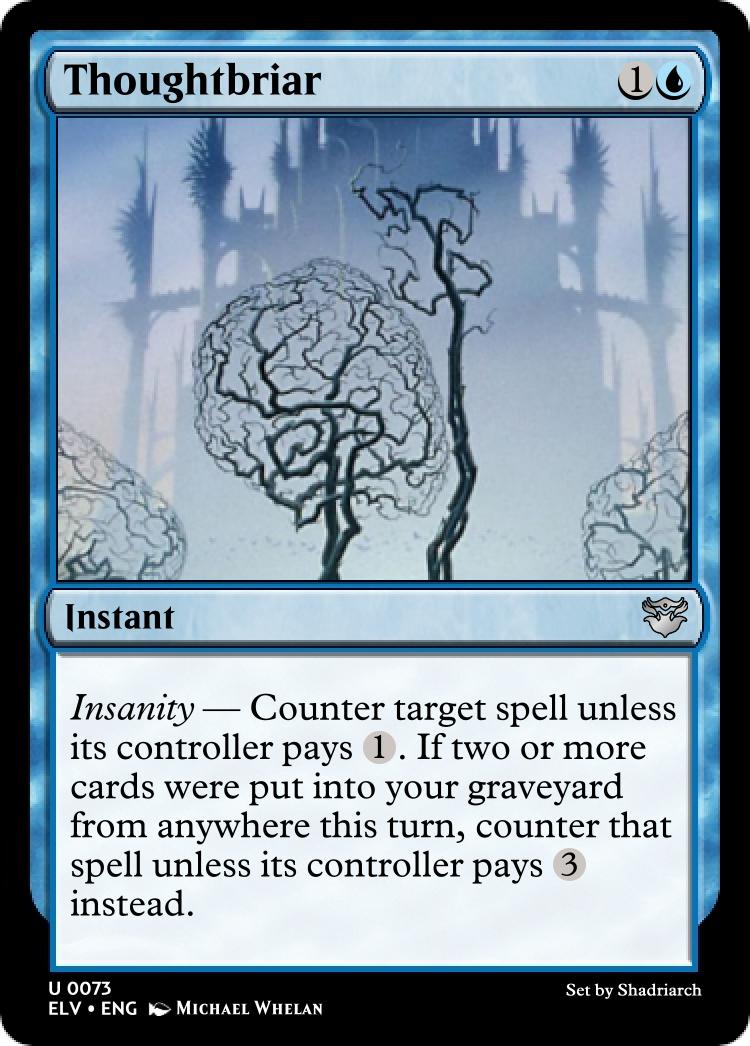 Thoughtbriar 1
Instant
Insanity — Counter target spell unless
its controller pays 1. If two or more
cards were put into your graveyard
from anywhere this turn, counter that
spell unless its controller pays 3
instead.
U 0073
Set by Shadriarch
ELV • ENG MICHAEL WHELAN